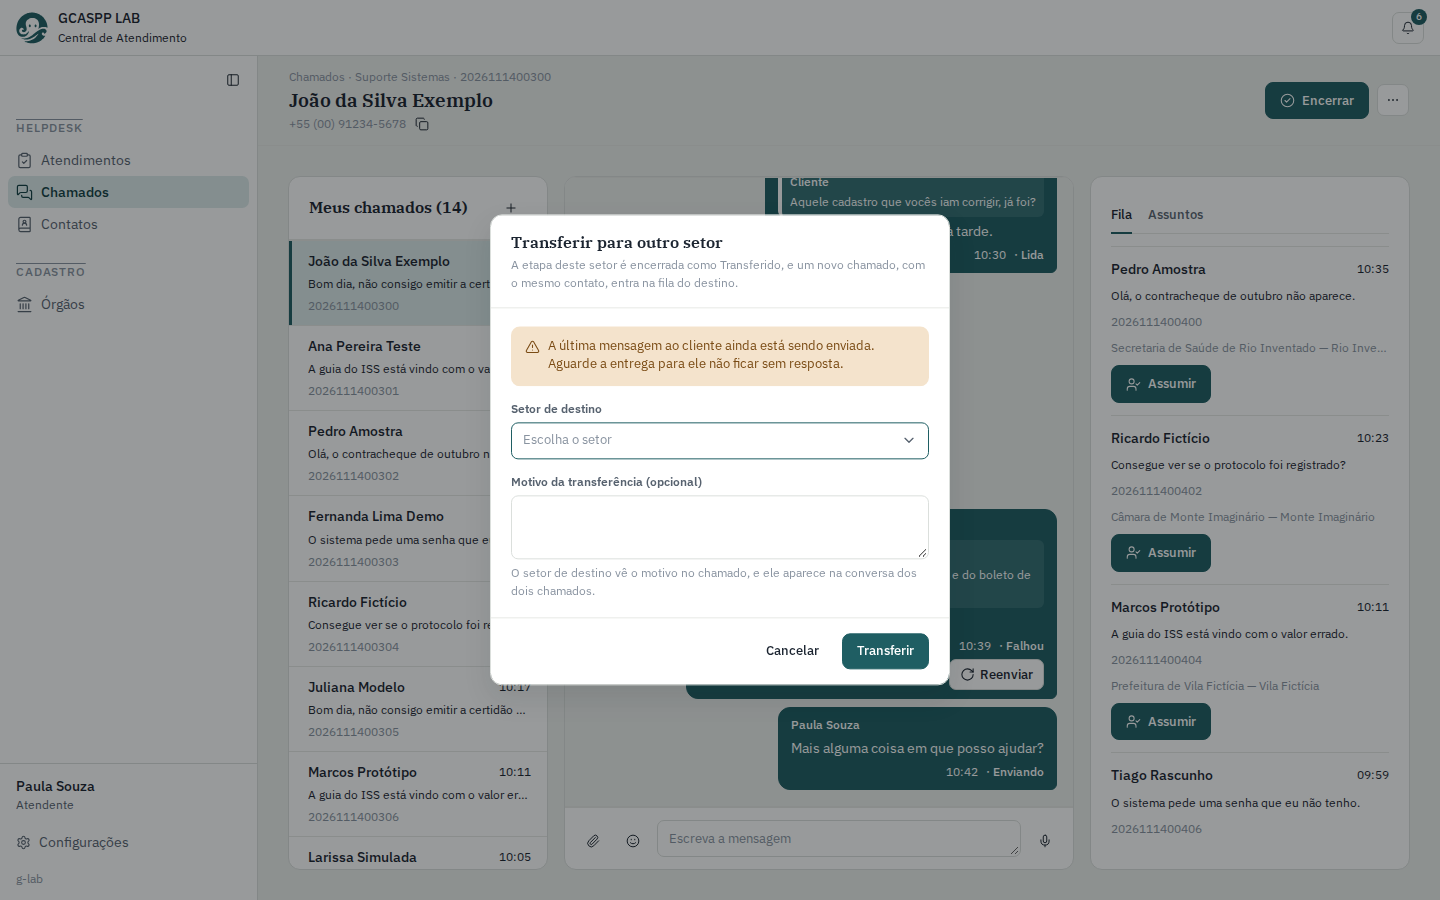 GCASPP LAB
Central de Atendimento
6
HELPDESK
Atendimentos
Chamados
Contatos
CADASTRO
Órgãos
Paula Souza
Atendente
Configurações
g-lab
Chamados · Suporte Sistemas · 2026111400300
João da Silva Exemplo
+55 (00) 91234-5678
Encerrar
Meus chamados (14)
João da Silva Exemplo
Bom dia, não consigo emitir a cert
2026111400300
Ana Pereira Teste
A guia do ISS está vindo com o va
2026111400301
Pedro Amostra
Olá, o contracheque de outubro n
2026111400302
Fernanda Lima Demo
O sistema pede uma senha que e
2026111400303
Ricardo Fictício
Consegue ver se o protocolo foi re
2026111400304
Juliana Modelo 10:17
Bom dia, não consigo emitir a certidão ...
2026111400305
Marcos Protótipo 10:11
A guia do ISS está vindo com o valor er...
2026111400306
Larissa Simulada 10:05
Cliente
Aquele cadastro que vocês iam corrigir, já foi?
a tarde.
10:30 · Lida
e do boleto de
10:39 · Falhou
Reenviar
Paula Souza
Mais alguma coisa em que posso ajudar?
10:42 · Enviando
Escreva a mensagem
Transferir para outro setor
A etapa deste setor é encerrada como Transferido, e um novo chamado, com
o mesmo contato, entra na fila do destino.
A última mensagem ao cliente ainda está sendo enviada.
Aguarde a entrega para ele não ficar sem resposta.
Setor de destino
Escolha o setor
Motivo da transferência (opcional)
O setor de destino vê o motivo no chamado, e ele aparece na conversa dos
dois chamados.
Cancelar
Transferir
Fila
Assuntos
Pedro Amostra 10:35
Olá, o contracheque de outubro não aparece.
2026111400400
Secretaria de Saúde de Rio Inventado — Rio Inve...
Assumir
Ricardo Fictício 10:23
Consegue ver se o protocolo foi registrado?
2026111400402
Câmara de Monte Imaginário — Monte Imaginário
Assumir
Marcos Protótipo 10:11
A guia do ISS está vindo com o valor errado.
2026111400404
Prefeitura de Vila Fictícia — Vila Fictícia
Assumir
Tiago Rascunho 09:59
O sistema pede uma senha que eu não tenho.
2026111400406